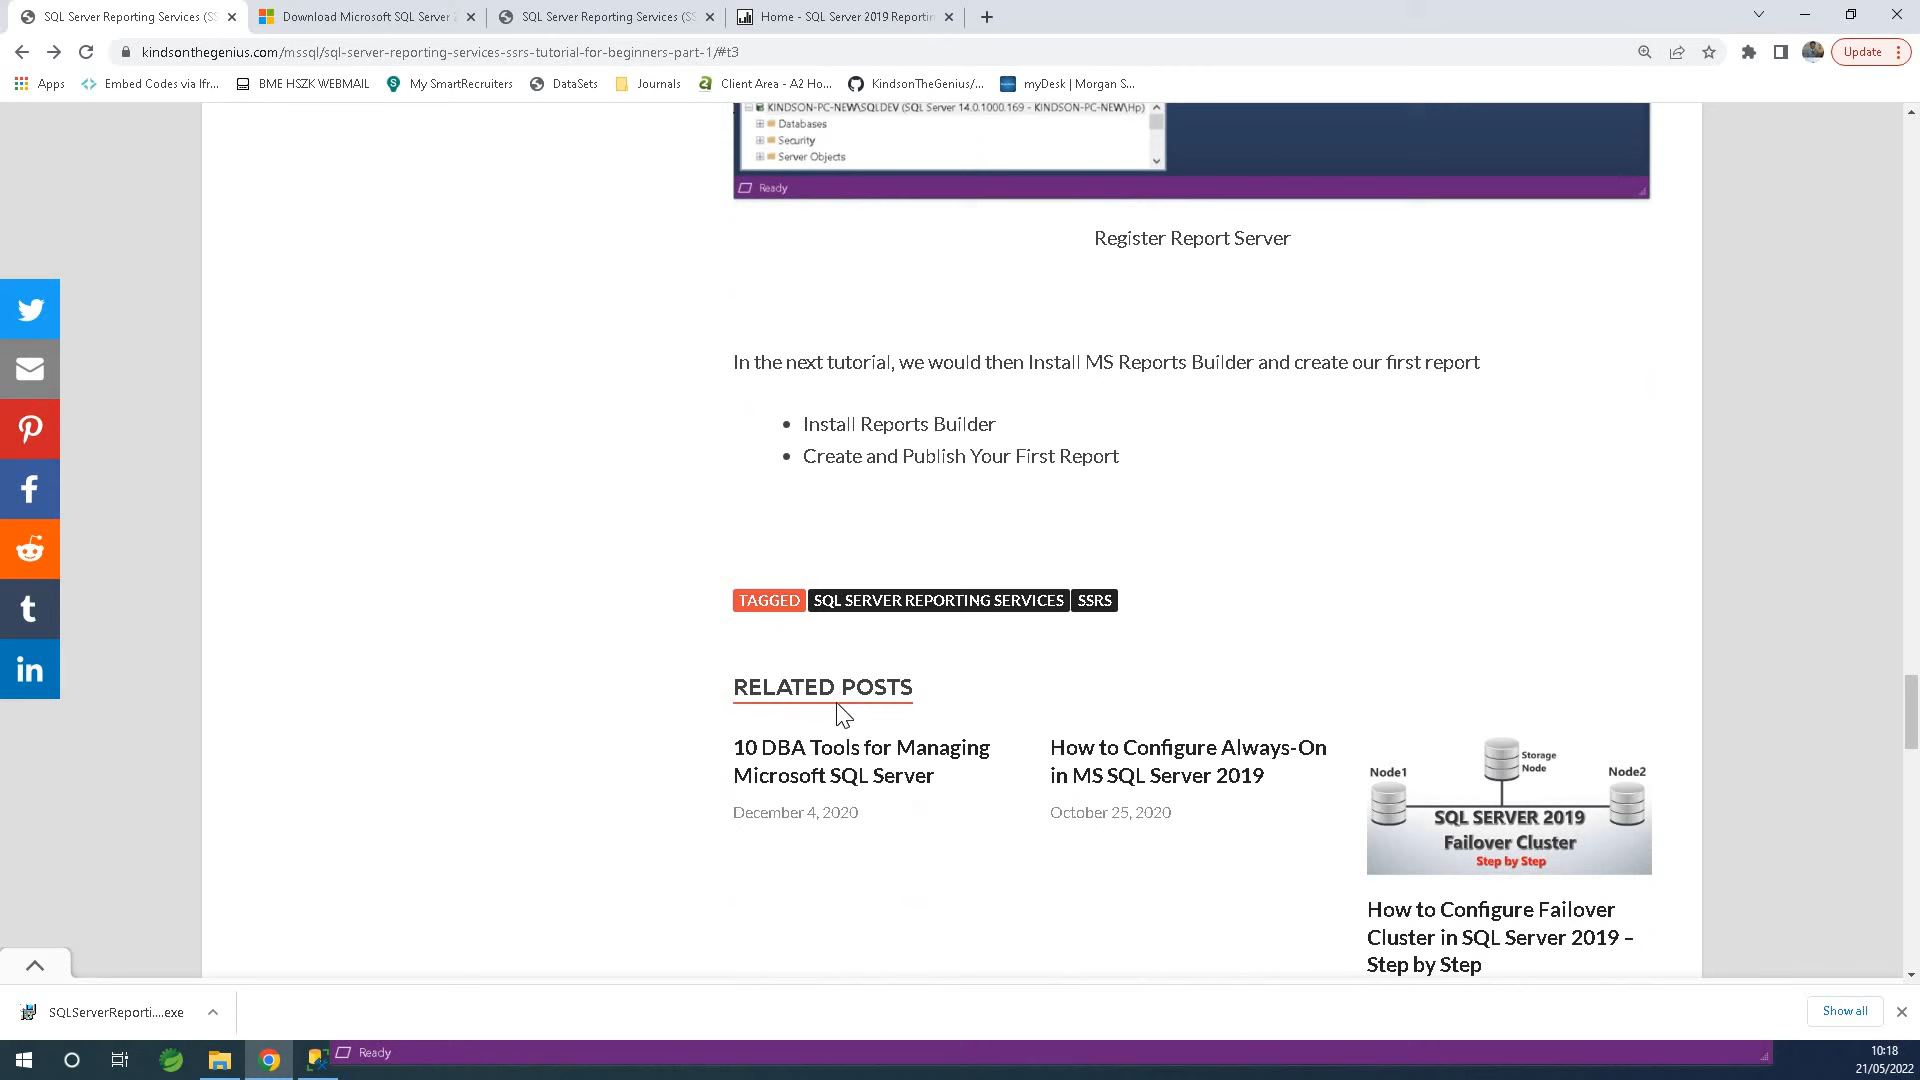 SQL Server Reporting Services (SS
Download Microsoft SQL Server 2
SQL Server Reporting Services (SS
Home - SQL Server 2019 Reportin
kindsonthegenius.com/mssql/sql-server-reporting-services-ssrs-tutorial-for-beginners-part-1/#t3
Update
Apps
Embed Codes via Ifr...
BME HSZK WEBMAIL
My SmartRecruiters
DataSets
Journals
Client Area - A2 Ho...
KindsonTheGenius/...
myDesk | Morgan S...
KINDSON-PC-NEW\SQLDEV (SQL Server 14.0.1000.169 - KINDSON-PC-NEW\Hp)
Databases
Security
Server Objects
Ready
Register Report Server
In the next tutorial, we would then Install MS Reports Builder and create our first report
Install Reports Builder
Create and Publish Your First Report
TAGGED SQL SERVER REPORTING SERVICES SSRS
RELATED POSTS
10 DBA Tools for Managing
Microsoft SQL Server
December 4, 2020
How to Configure Always-On
in MS SQL Server 2019
October 25, 2020
Storage
Node
Node1
Node2
SQL SERVER 2019
Failover Cluster
Step by Step
How to Configure Failover
Cluster in SQL Server 2019 –
Step by Step
SQLServerReporti....exe
Show all
Ready
10:18
21/05/2022